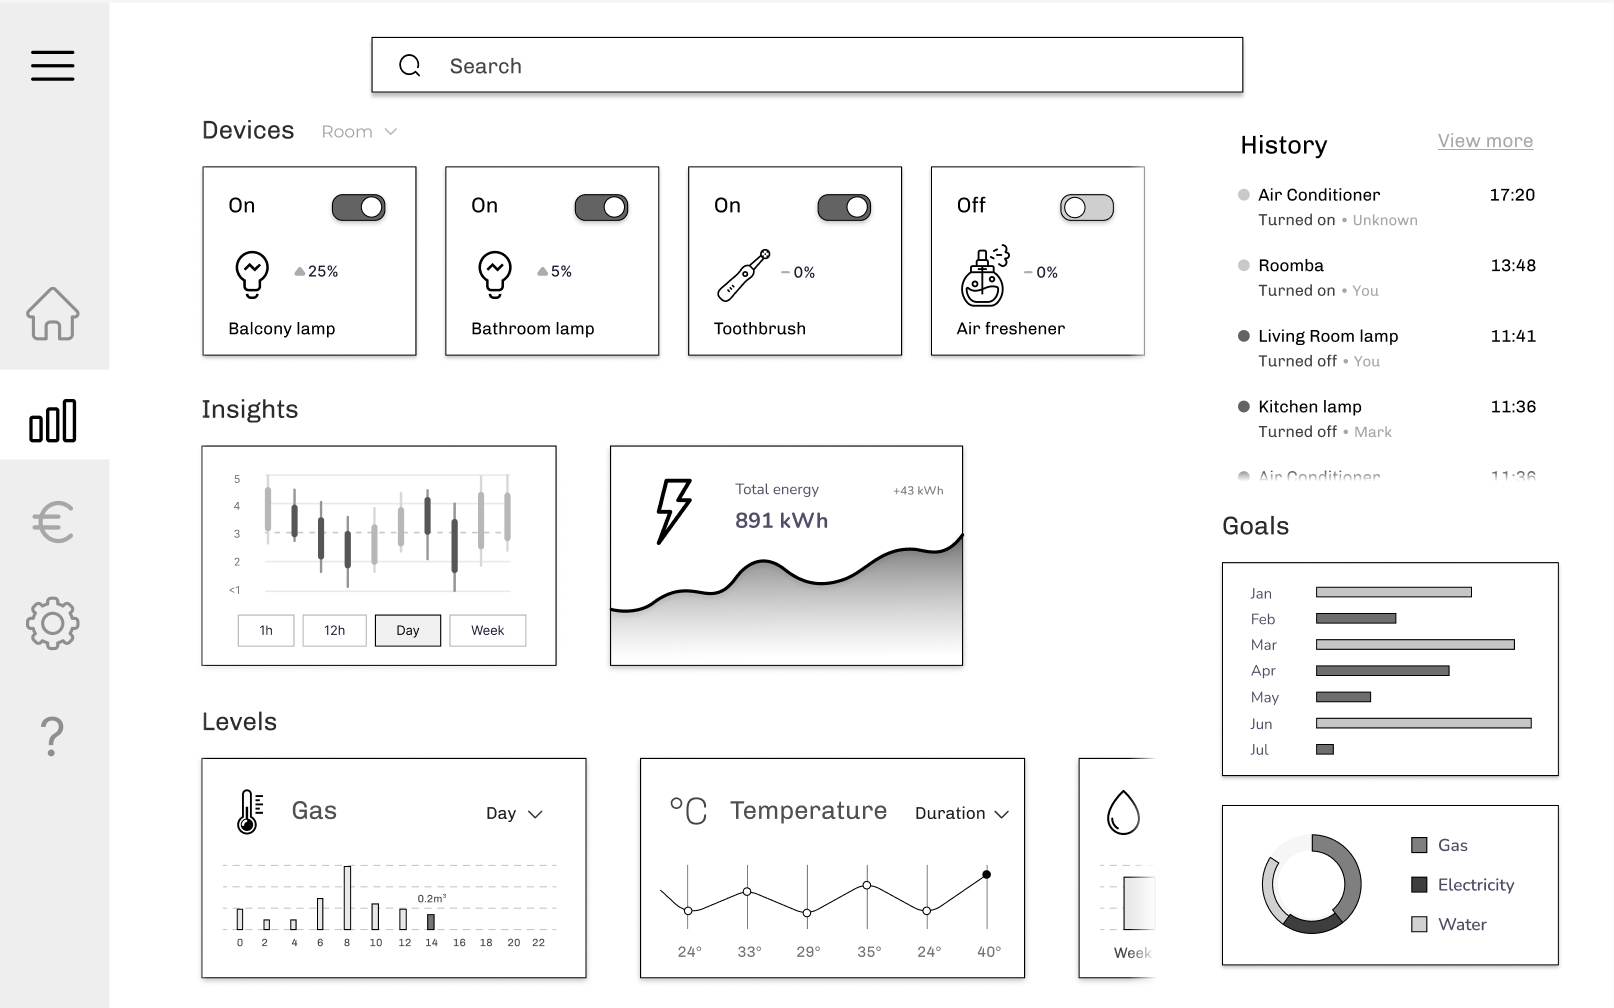 Search
Devices
Room
On
25%
Balcony lamp
On
5%
Bathroom lamp
On
0%
Toothbrush
Off
0%
Air freshener
History
View more
Air Conditioner 17:20
Turned on • Unknown
Roomba 13:48
Turned on • You
Living Room lamp 11:41
Turned off • You
Kitchen lamp 11:36
Turned off • Mark
Air Conditioner 11:36
Insights
5
4
3
2
<1
1h 12h Day Week
Total energy +43 kWh
891 kWh
Goals
Jan
Feb
Mar
Apr
May
Jun
Jul
Levels
Gas Day
0.2m³
0 2 4 6 8 10 12 14 16 18 20 22
°C Temperature Duration
24° 33° 29° 35° 24° 40°
Week
Gas
Electricity
Water
€
?